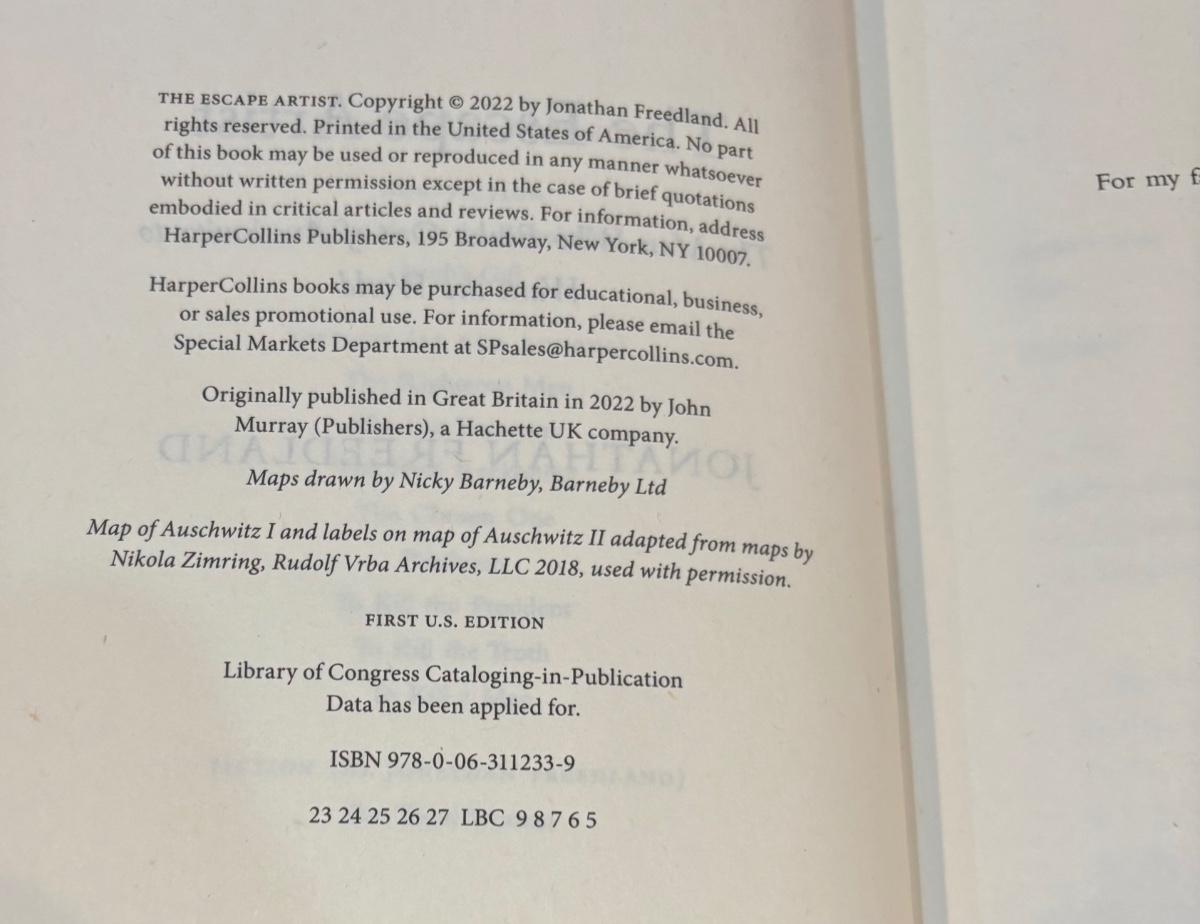 THE ESCAPE ARTIST. Copyright © 2022 by Jonathan Freedland. All
rights reserved. Printed in the United States of America. No part
of this book may be used or reproduced in any manner whatsoever
without written permission except in the case of brief quotations
embodied in critical articles and reviews. For information, address
HarperCollins Publishers, 195 Broadway, New York, NY 10007.
HarperCollins books may be purchased for educational, business,
or sales promotional use. For information, please email the
Special Markets Department at SPsales@harpercollins.com.
Originally published in Great Britain in 2022 by John
Murray (Publishers), a Hachette UK company.
Maps drawn by Nicky Barneby, Barneby Ltd
Map of Auschwitz I and labels on map of Auschwitz II adapted from maps by
Nikola Zimring, Rudolf Vrba Archives, LLC 2018, used with permission.
FIRST U.S. EDITION
Library of Congress Cataloging-in-Publication
Data has been applied for.
ISBN 978-0-06-311233-9
23 24 25 26 27 LBC 9 8 7 6 5
For my